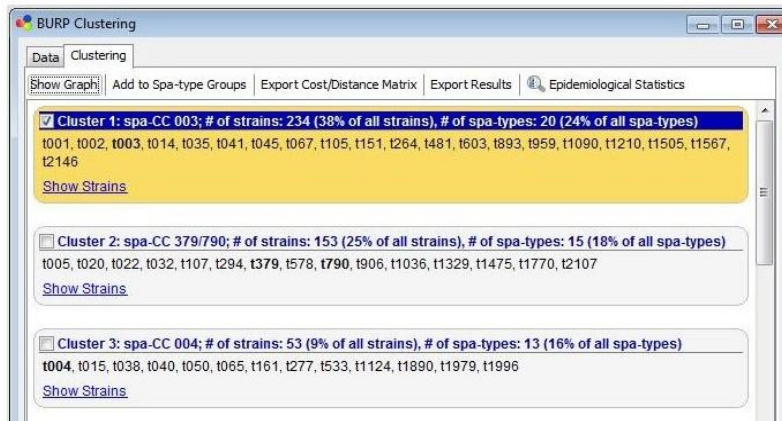 BURP Clustering
Data Clustering
Show Graph Add to Spa-type Groups Export Cost/Distance Matrix Export Results Epidemiological Statistics
Cluster 1: spa-CC 003; # of strains: 234 (38% of all strains), # of spa-types: 20 (24% of all spa-types)
t001, t002, t003, t014, t035, t041, t045, t067, t105, t151, t264, t481, t603, t893, t959, t1090, t1210, t1505, t1567,
t2146
Show Strains
Cluster 2: spa-CC 379/790; # of strains: 153 (25% of all strains), # of spa-types: 15 (18% of all spa-types)
t005, t020, t022, t032, t107, t294, t379, t578, t790, t906, t1036, t1329, t1475, t1770, t2107
Show Strains
Cluster 3: spa-CC 004; # of strains: 53 (9% of all strains), # of spa-types: 13 (16% of all spa-types)
t004, t015, t038, t040, t050, t065, t161, t277, t533, t1124, t1890, t1979, t1996
Show Strains